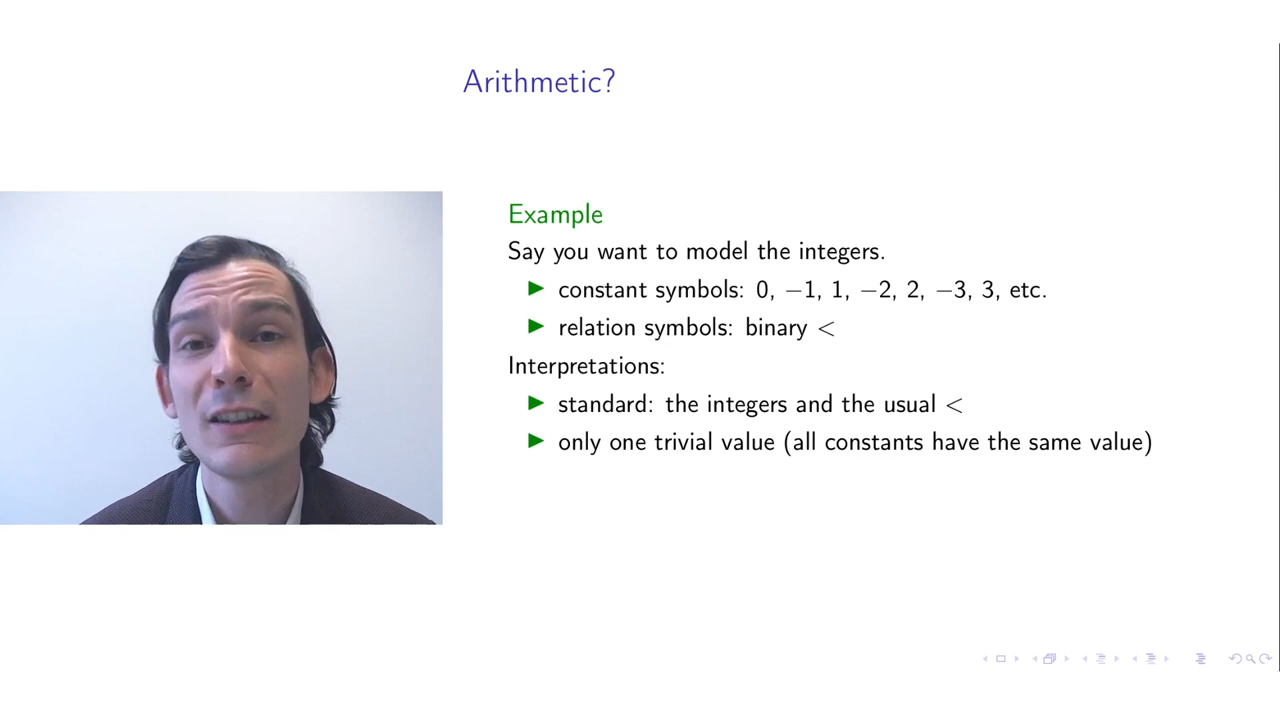 Arithmetic?
Example
Say you want to model the integers.
▶ constant symbols: 0, −1, 1, −2, 2, −3, 3, etc.
▶ relation symbols: binary <
Interpretations:
▶ standard: the integers and the usual <
▶ only one trivial value (all constants have the same value)